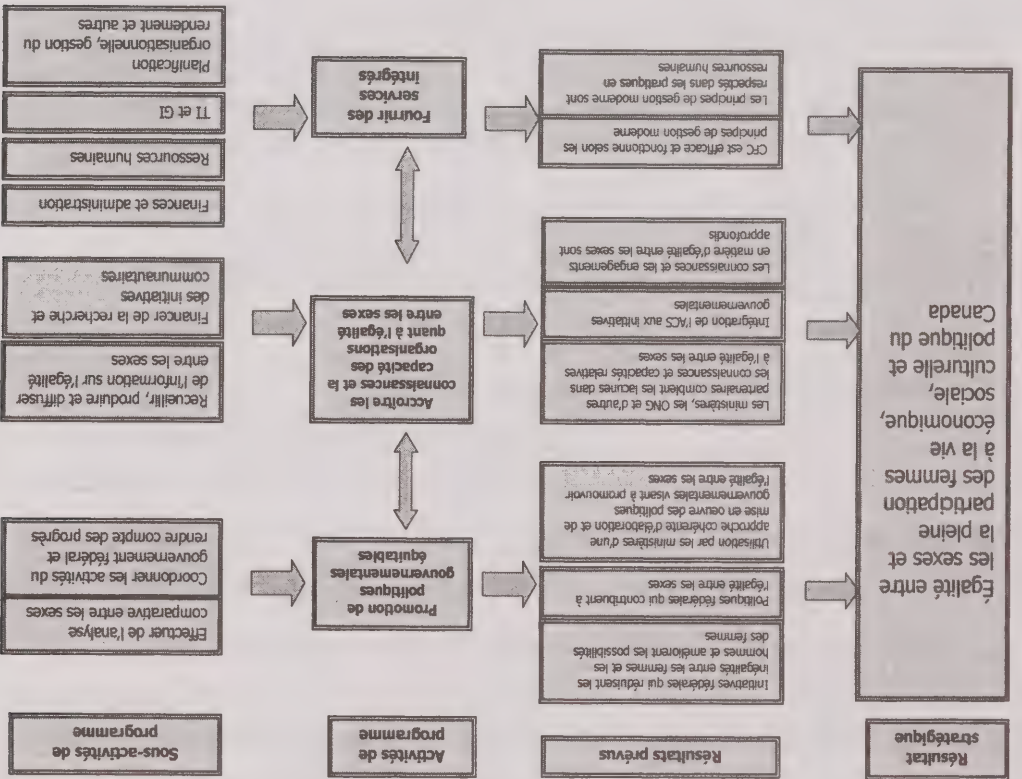 Résultat
stratégique
Résultats prévus
Activités de
programme
Sous-activités de
programme
Égalité entre
les sexes et
la pleine
participation
des femmes
à la vie
économique,
sociale,
culturelle et
politique du
Canada
Initiatives fédérales qui réduisent les
inégalités entre les femmes et les
hommes et améliorent les possibilités
des femmes
Politiques fédérales qui contribuent à
l'égalité entre les sexes
Utilisation par les ministères d'une
approche cohérente d'élaboration et de
mise en oeuvre des politiques
gouvernementales visant à promouvoir
l'égalité entre les sexes
Promotion de
politiques
gouvernementales
équitables
Effectuer de l'analyse
comparative entre les sexes
Coordonner les activités du
gouvernement fédéral et
rendre compte des progrès
Les ministères, les ONG et d'autres
partenaires comblent les lacunes dans
les connaissances et capacités relatives
à l'égalité entre les sexes
Intégration de l'ACS aux initiatives
gouvernementales
Les connaissances et les engagements
en matière d'égalité entre les sexes sont
approfondis
Accroître les
connaissances et la
capacité des
organisations
quant à l'égalité
entre les sexes
Recueillir, produire et diffuser
de l'information sur l'égalité
entre les sexes
Financer de la recherche et
des initiatives
communautaires
CFC est efficace et fonctionne selon les
principes de gestion moderne
Les principes de gestion moderne sont
respectés dans les pratiques en
ressources humaines
Fournir des
services
intégrés
Finances et administration
Ressources humaines
TI et GI
Planification
organisationnelle, gestion du
rendement et autres